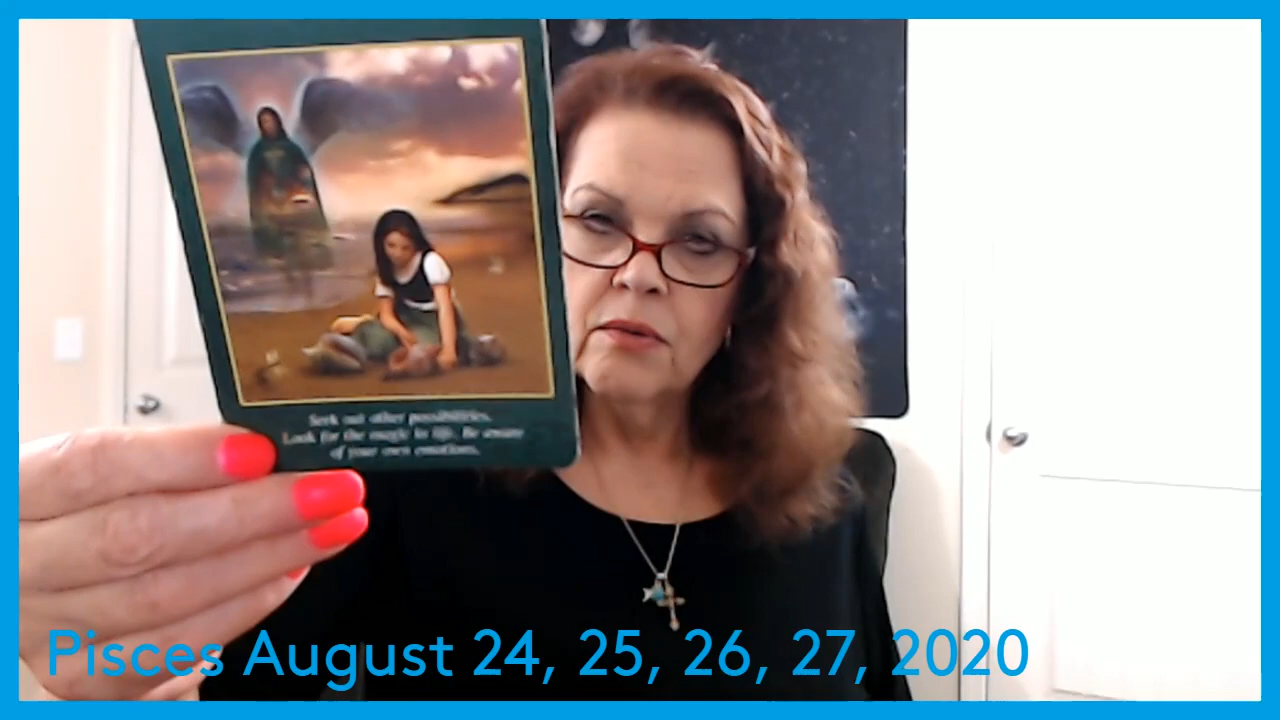 Seek out other possibilities.
Look for the magic in life. Be aware
of your own emotions.
Pisces August 24, 25, 26, 27, 2020